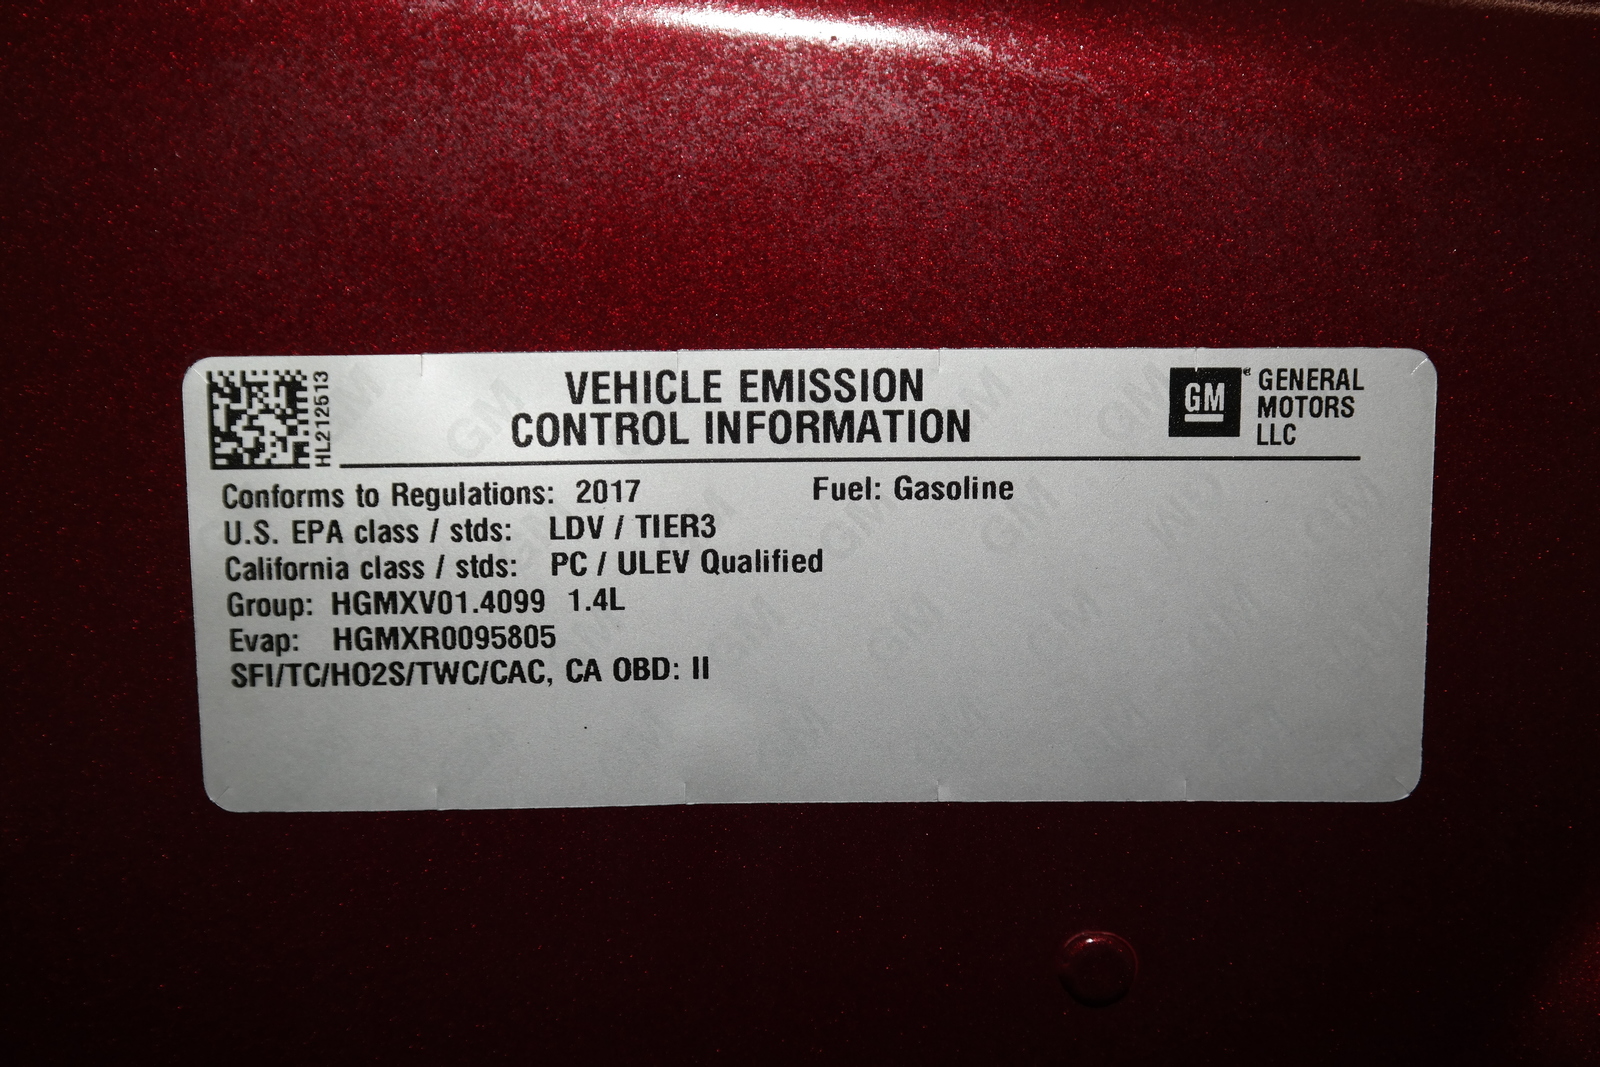 HL212513
VEHICLE EMISSION
CONTROL INFORMATION
GM
GENERAL
MOTORS
LLC
Conforms to Regulations: 2017 Fuel: Gasoline
U.S. EPA class / stds: LDV / TIER3
California class / stds: PC / ULEV Qualified
Group: HGMXV01.4099 1.4L
Evap: HGMXR0095805
SFI/TC/HO2S/TWC/CAC, CA OBD: II